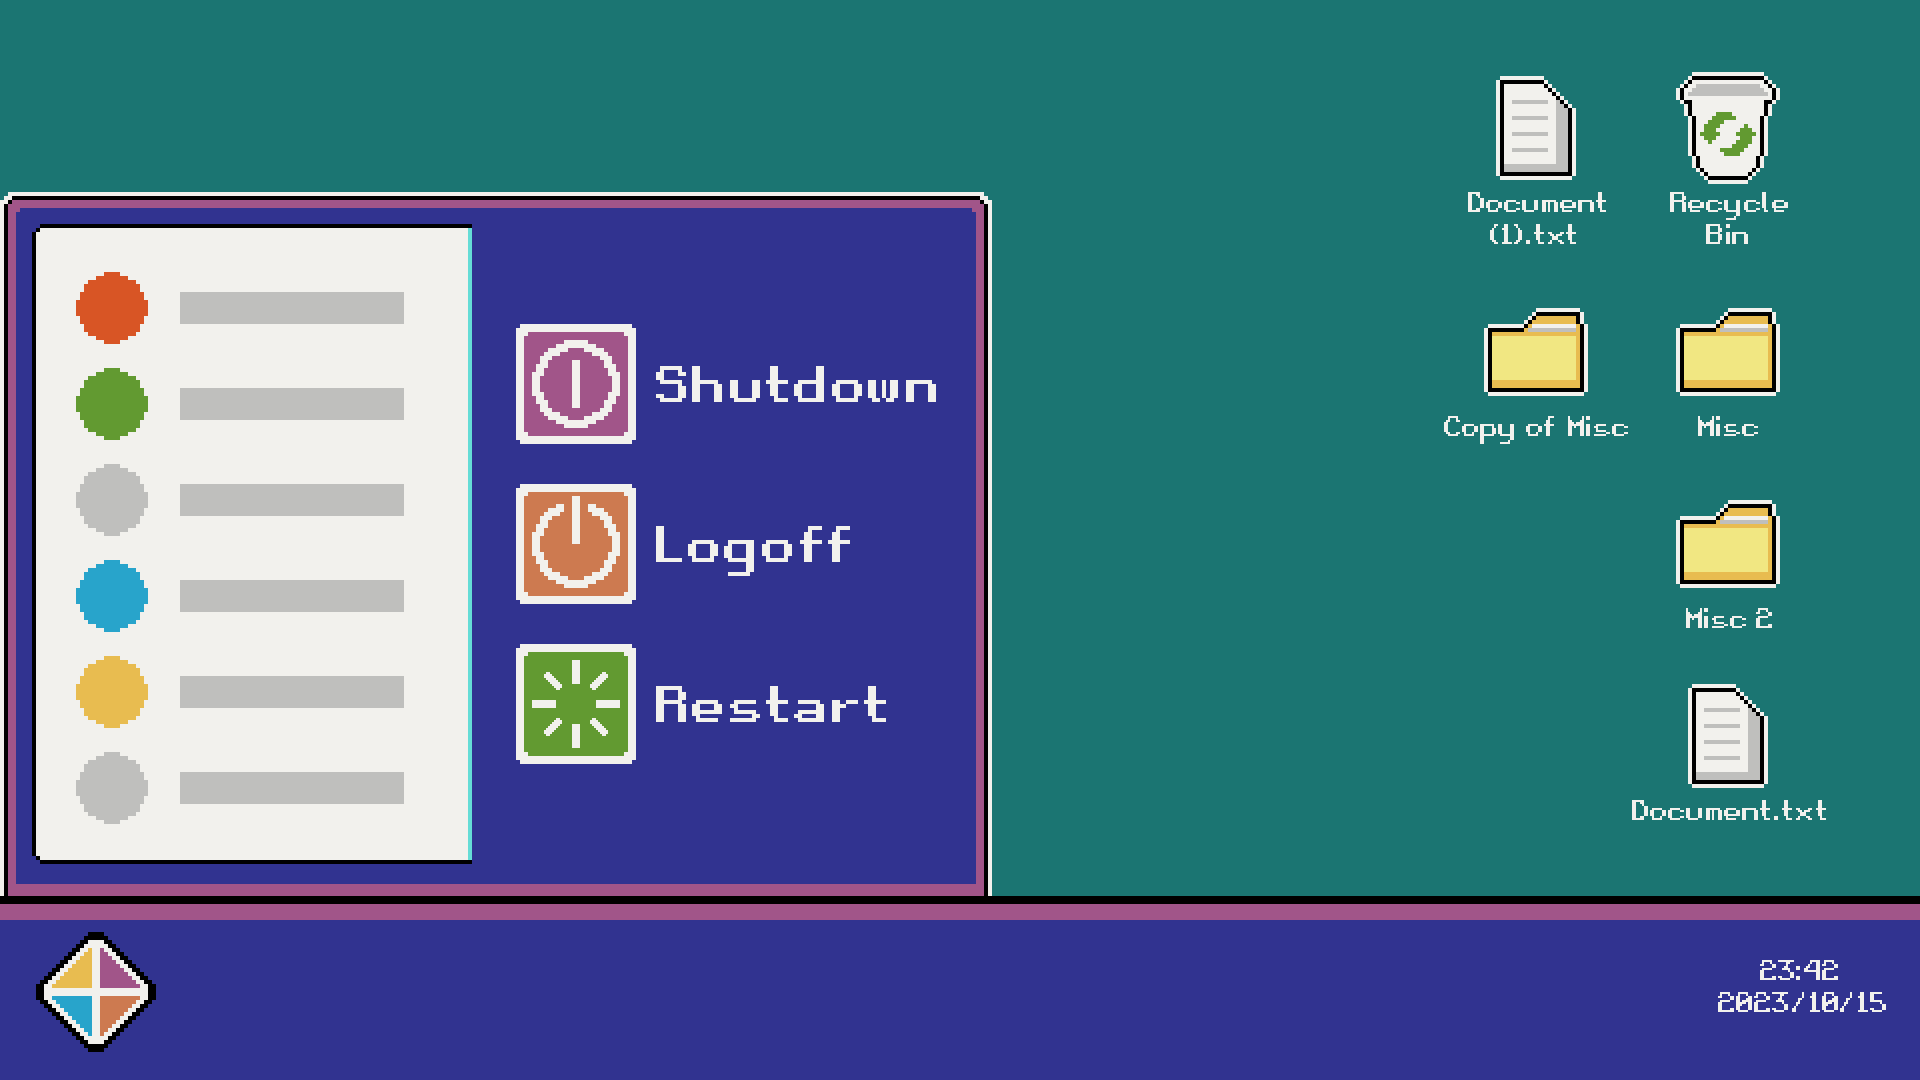 Document
(1).txt
Recycle
Bin
Shutdown
Copy of Misc
Misc
Logoff
Misc 2
Restart
Document.txt
23:42
2023/10/15